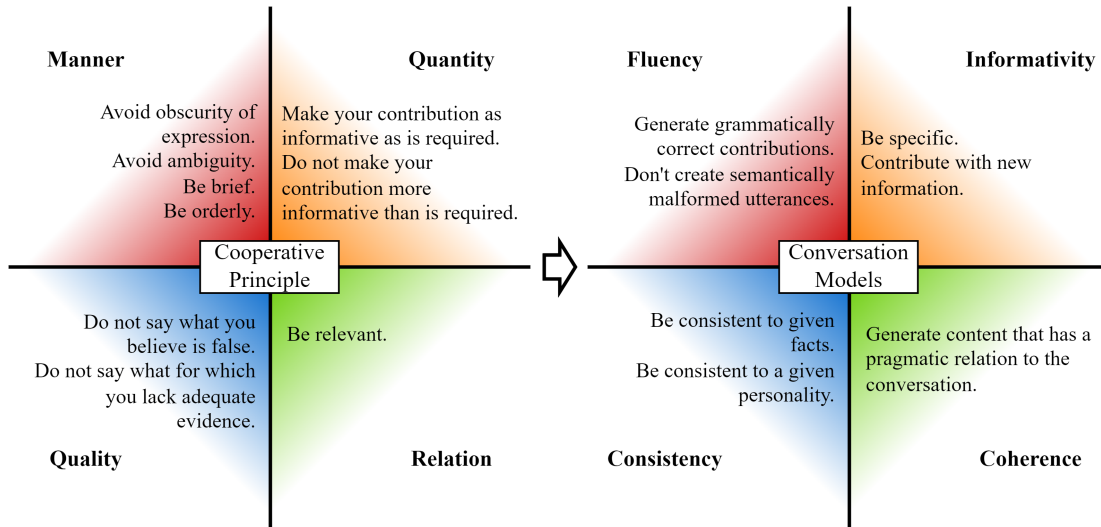 Manner
Avoid obscurity of
expression.
Avoid ambiguity.
Be brief.
Be orderly.
Quantity
Make your contribution as
informative as is required.
Do not make your
contribution more
informative than is required.
Cooperative
Principle
Do not say what you
believe is false.
Do not say what for which
you lack adequate
evidence.
Quality
Be relevant.
Relation
Fluency
Generate grammatically
correct contributions.
Don't create semantically
malformed utterances.
Informativity
Be specific.
Contribute with new
information.
Conversation
Models
Be consistent to given
facts.
Be consistent to a given
personality.
Consistency
Generate content that has a
pragmatic relation to the
conversation.
Coherence